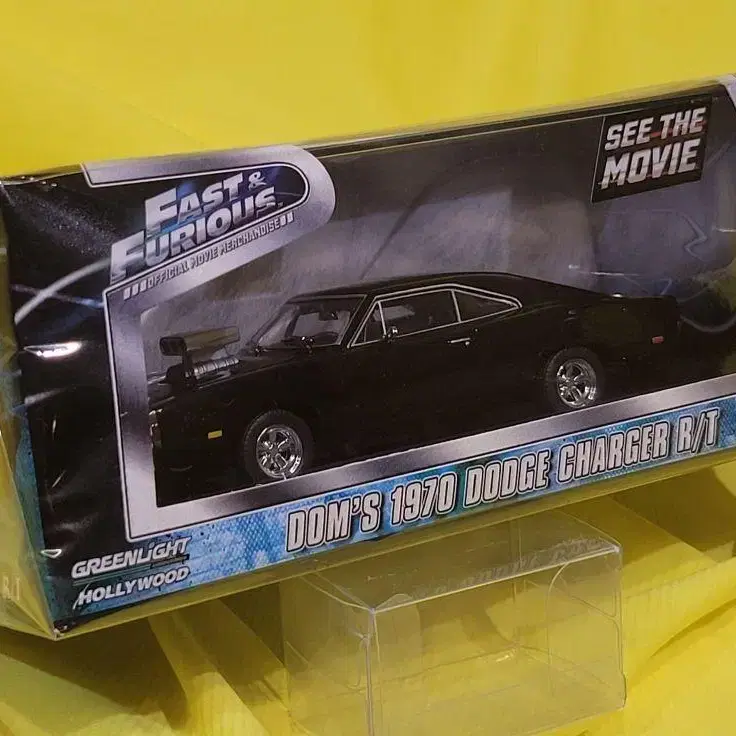 FAST &
FURIOUS
OFFICIAL MOVIE MERCHANDISE
SEE THE
MOVIE
DOM'S 1970 DODGE CHARGER R/T
GREENLIGHT
HOLLYWOOD